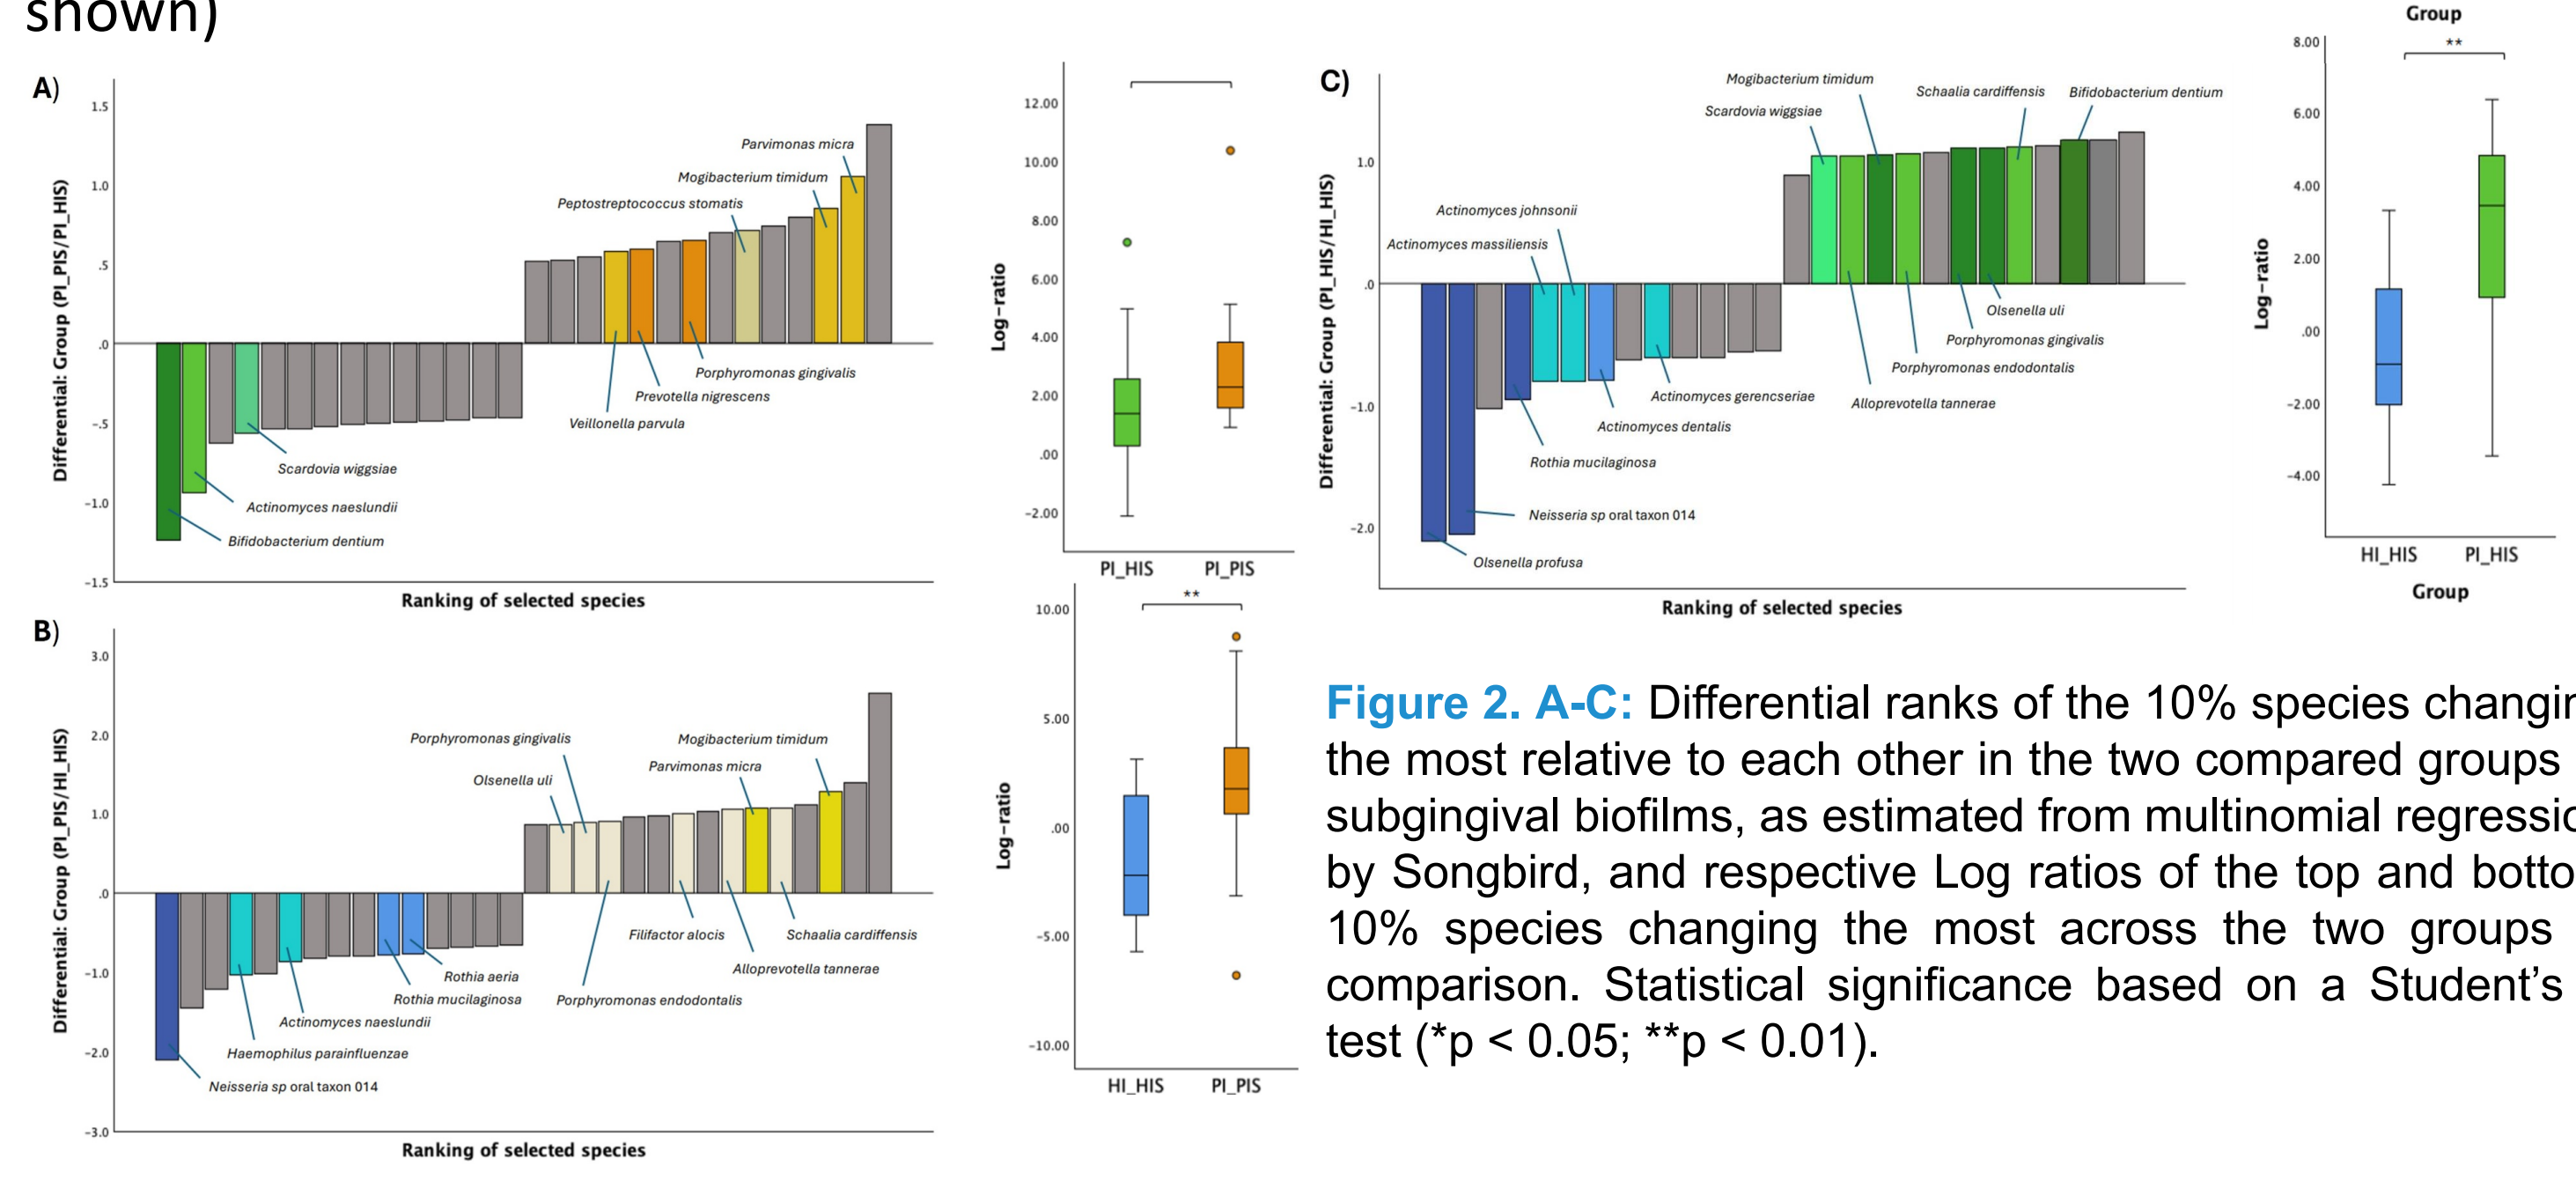 shown)
A)
1.5
1.0
.5
.0
-.5
-1.0
-1.5
Differential: Group (PI_PIS/PI_HIS)
Parvimonas micra
Mogibacterium timidum
Peptostreptococcus stomatis
Porphyromonas gingivalis
Prevotella nigrescens
Veillonella parvula
Scardovia wiggsiae
Actinomyces naeslundii
Bifidobacterium dentium
Ranking of selected species
12.00
10.00
8.00
6.00
4.00
2.00
.00
-2.00
Log-ratio
PI_HIS PI_PIS
B)
3.0
2.0
1.0
.0
-1.0
-2.0
-3.0
Differential: Group (PI_PIS/HI_HIS)
Porphyromonas gingivalis
Mogibacterium timidum
Parvimonas micra
Olsenella uli
Filifactor alocis
Schaalia cardiffensis
Alloprevotella tannerae
Rothia aeria
Rothia mucilaginosa
Porphyromonas endodontalis
Actinomyces naeslundii
Haemophilus parainfluenzae
Neisseria sp oral taxon 014
Ranking of selected species
**
10.00
5.00
.00
-5.00
-10.00
Log-ratio
HI_HIS PI_PIS
C)
1.0
.0
-1.0
-2.0
Differential: Group (PI_HIS/HI_HIS)
Mogibacterium timidum
Schaalia cardiffensis
Bifidobacterium dentium
Scardovia wiggsiae
Actinomyces johnsonii
Actinomyces massiliensis
Olsenella uli
Porphyromonas gingivalis
Porphyromonas endodontalis
Actinomyces gerencseriae
Alloprevotella tannerae
Actinomyces dentalis
Rothia mucilaginosa
Neisseria sp oral taxon 014
Olsenella profusa
Ranking of selected species
Group
**
8.00
6.00
4.00
2.00
.00
-2.00
-4.00
Log-ratio
HI_HIS PI_HIS
Group
Figure 2. A-C: Differential ranks of the 10% species changin
the most relative to each other in the two compared groups
subgingival biofilms, as estimated from multinomial regressio
by Songbird, and respective Log ratios of the top and botto
10% species changing the most across the two groups
comparison. Statistical significance based on a Student’s
test (*p < 0.05; **p < 0.01).